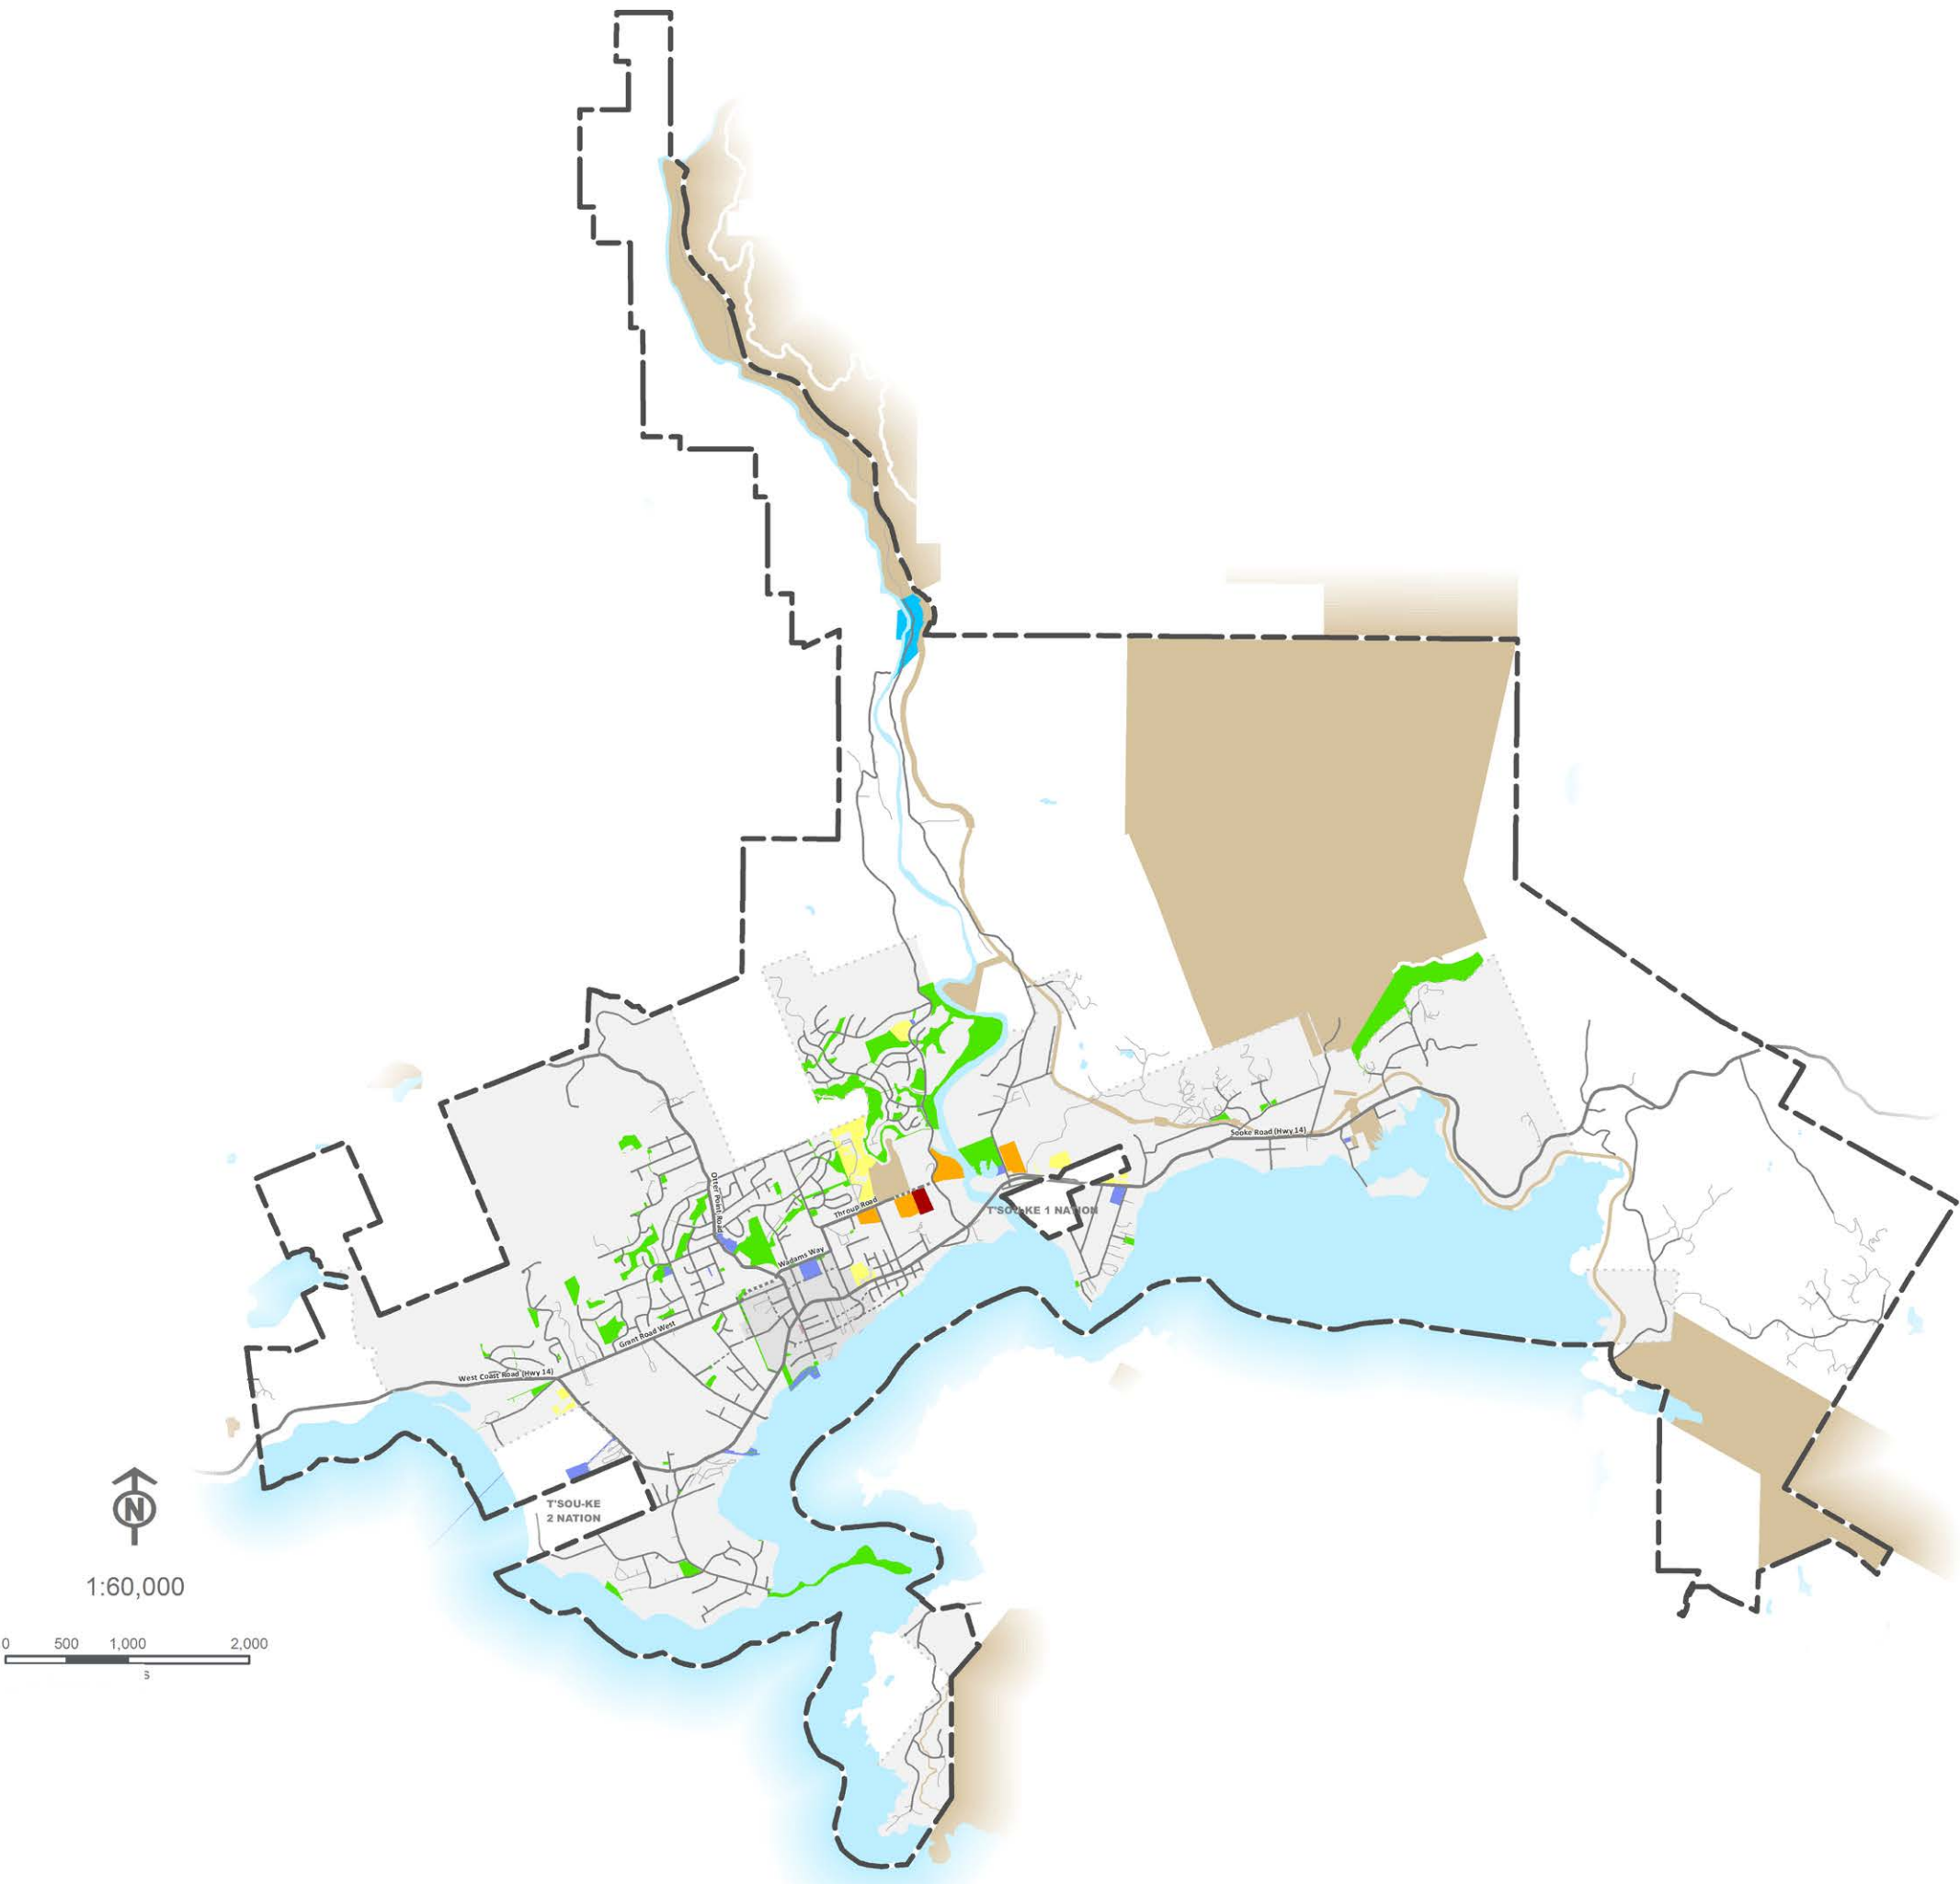 Sooke Road (Hwy 14)
Otter Point Road
Throup Road
T'SOU-KE 1 NATION
Wadams Way
Grant Road West
West Coast Road (Hwy 14)
T'SOU-KE
2 NATION
N
1:60,000
0 500 1,000 2,000
s